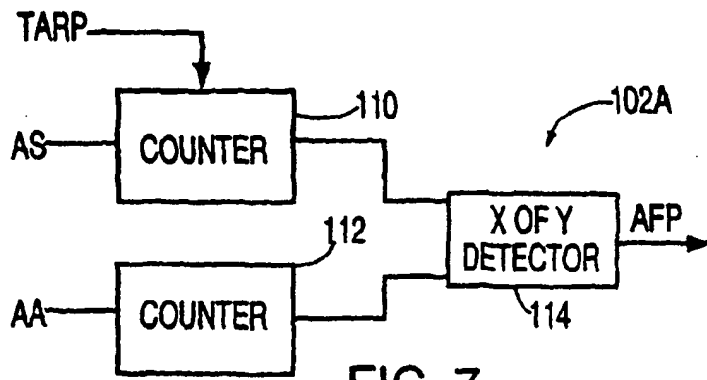 TARP
110
102A
AS
COUNTER
X OF Y
DETECTOR
AFP
112
114
AA
COUNTER